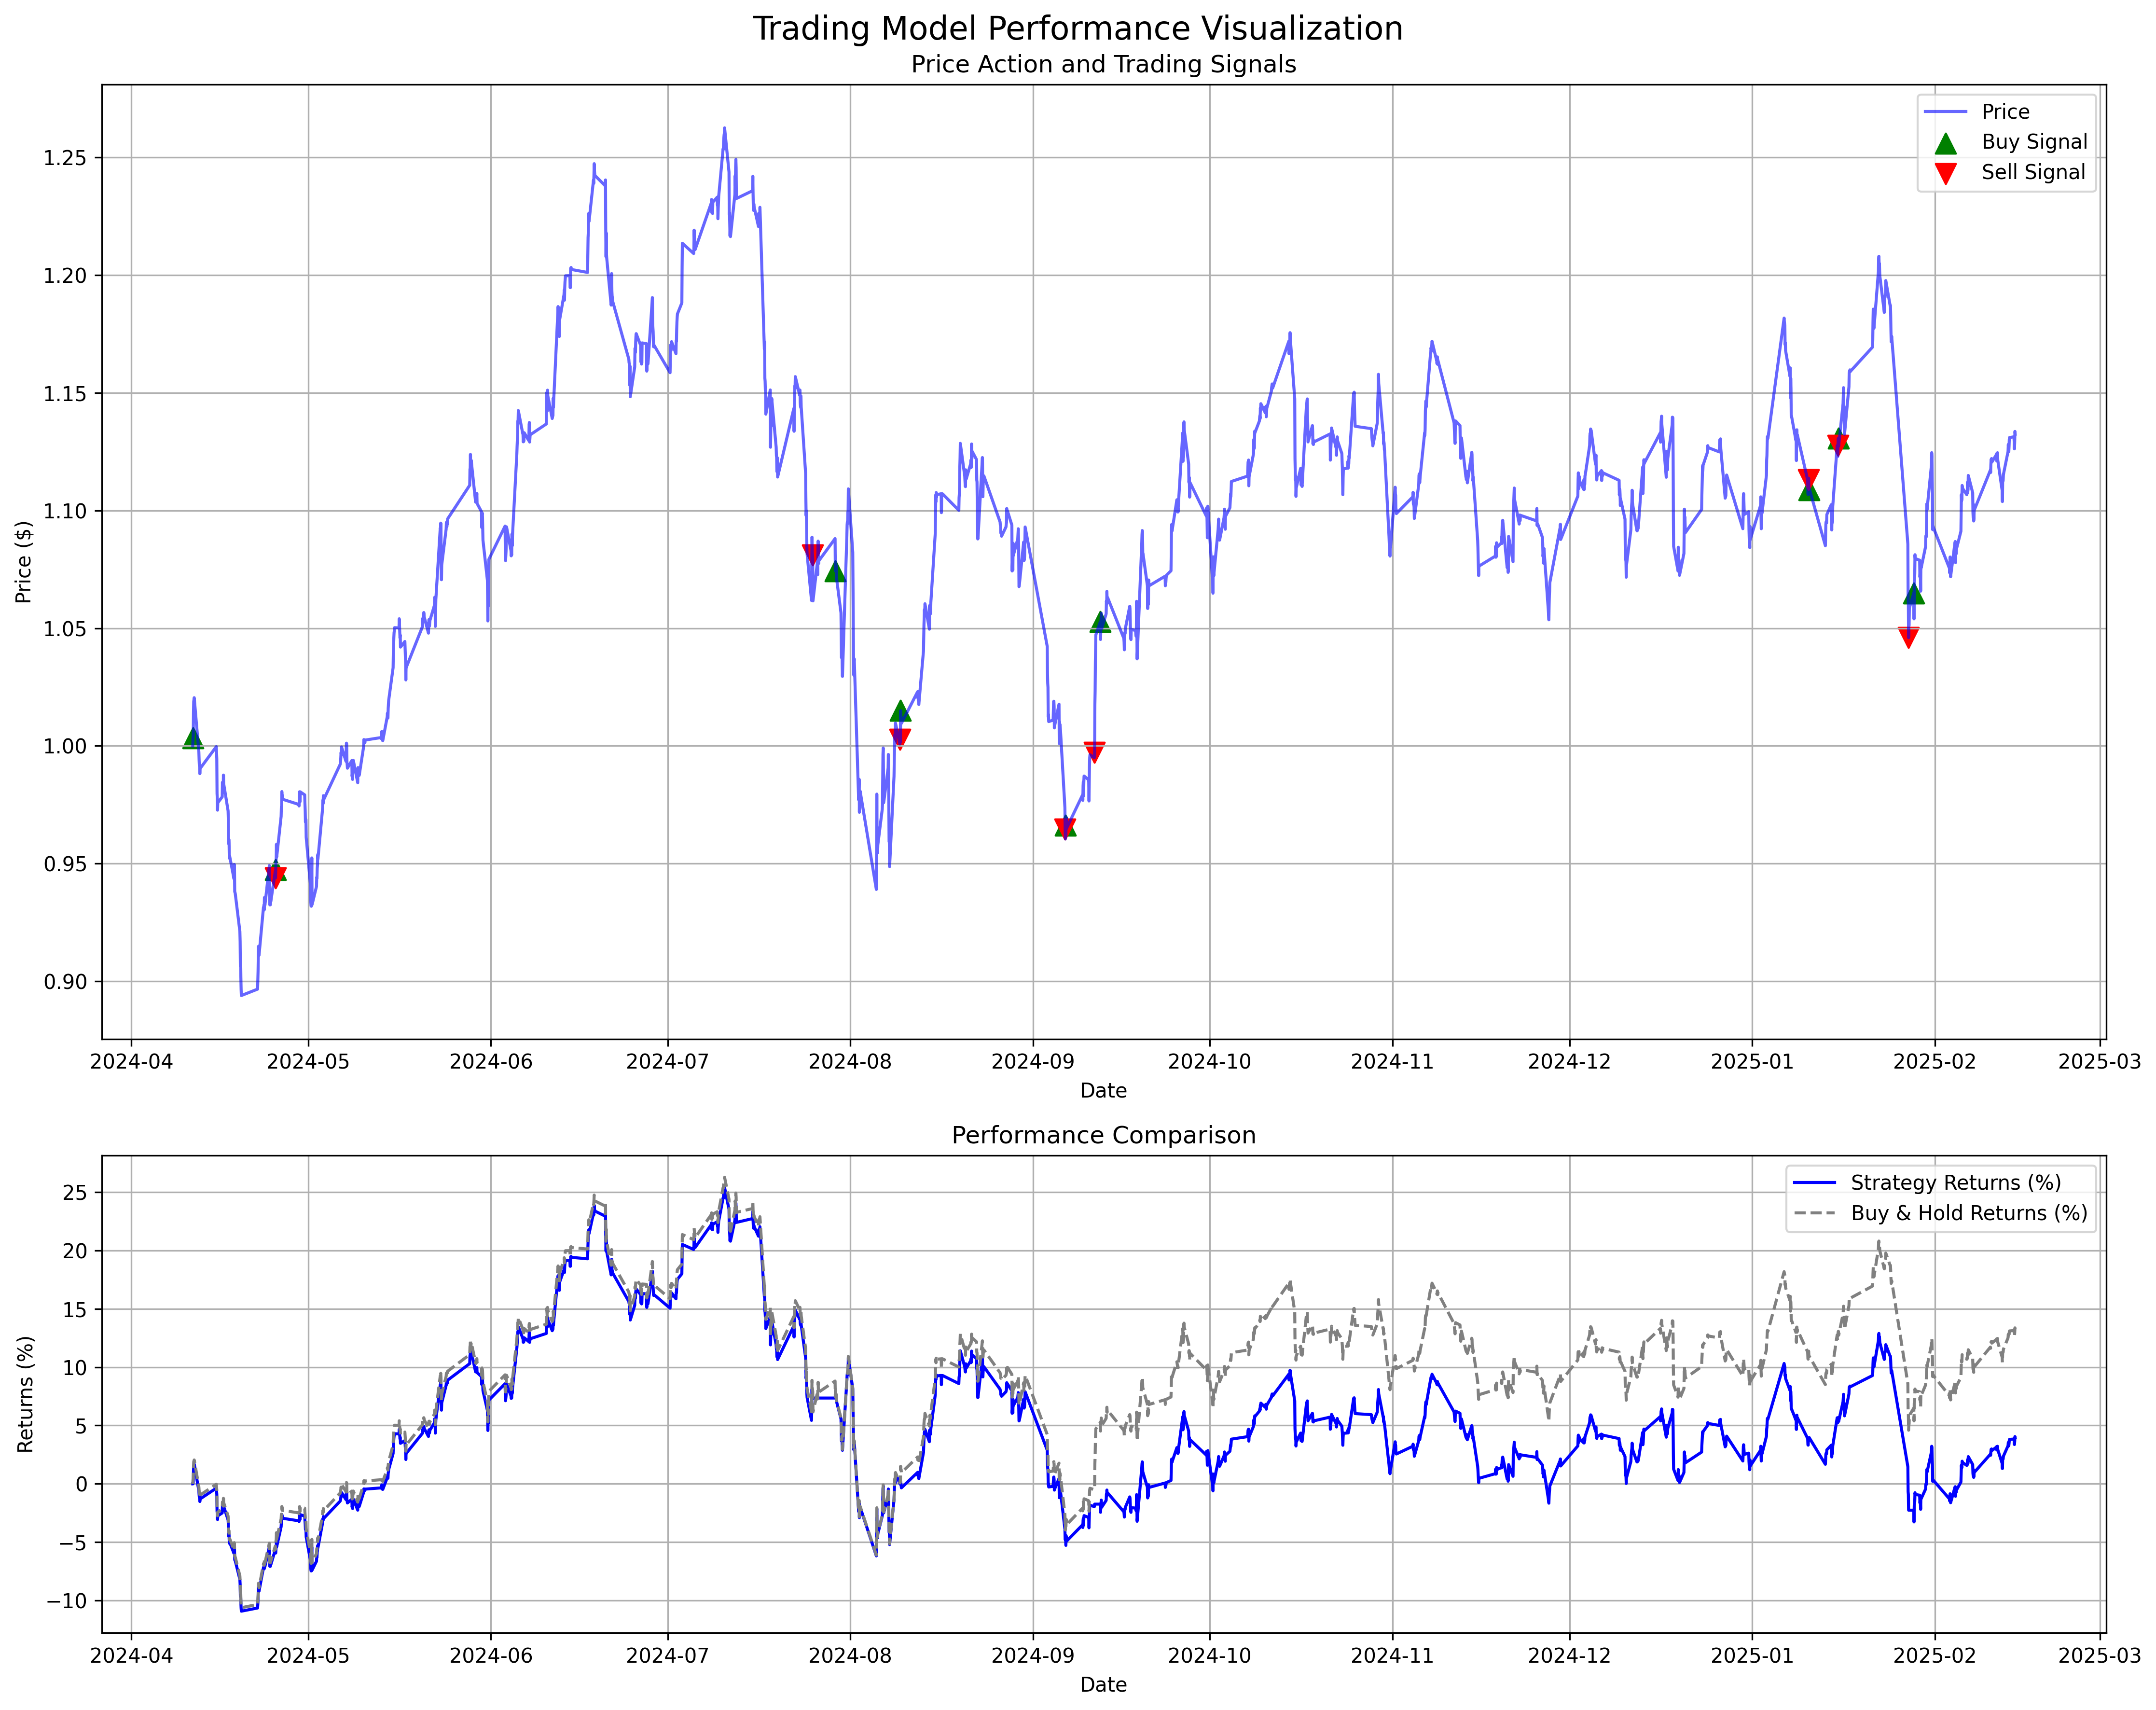 Trading Model Performance Visualization
Price Action and Trading Signals
Price
Buy Signal
Sell Signal
Price ($)
1.25
1.20
1.15
1.10
1.05
1.00
0.95
0.90
2024-04 2024-05 2024-06 2024-07 2024-08 2024-09 2024-10 2024-11 2024-12 2025-01 2025-02 2025-03
Date
Performance Comparison
Strategy Returns (%)
Buy & Hold Returns (%)
Returns (%)
25
20
15
10
5
0
−5
−10
2024-04 2024-05 2024-06 2024-07 2024-08 2024-09 2024-10 2024-11 2024-12 2025-01 2025-02 2025-03
Date